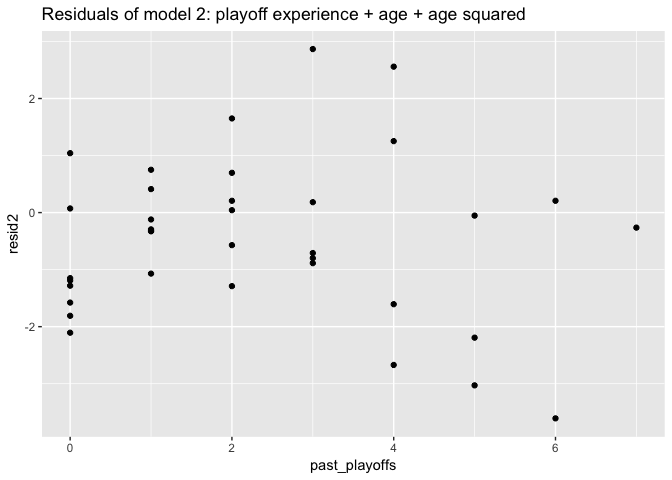 Residuals of model 2: playoff experience + age + age squared
2
0
-2
resid2
0
2
4
6
past_playoffs